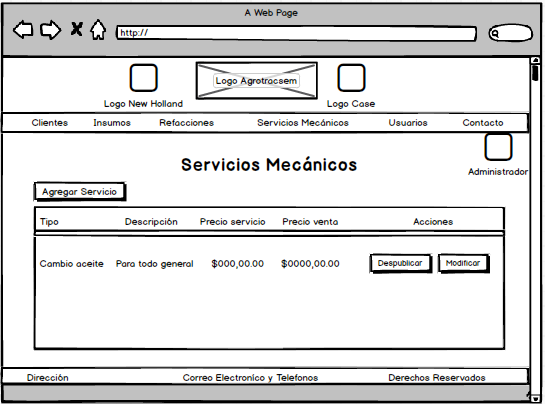 A Web Page
http://
Logo Agrotracsem
Logo New Holland
Logo Case
Clientes Insumos Refacciones Servicios Mecánicos Usuarios Contacto
Administrador
Servicios Mecánicos
Agregar Servicio
Tipo Descripción Precio servicio Precio venta Acciones
Cambio aceite Para todo general $000,00.00 $0000,00.00 Despublicar Modificar
Dirección Correo Electroníco y Telefonos Derechos Reservados